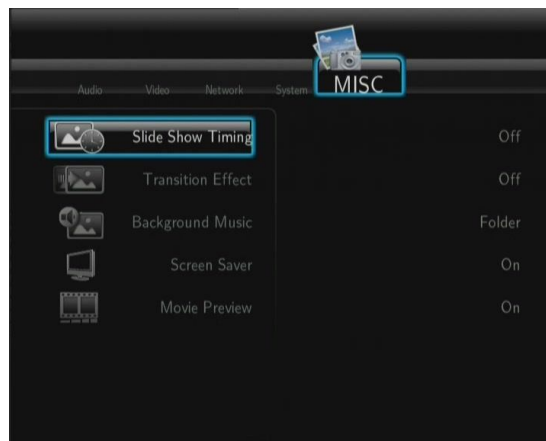 Audio Video Network System MISC
Slide Show Timing Off
Transition Effect Off
Background Music Folder
Screen Saver On
Movie Preview On